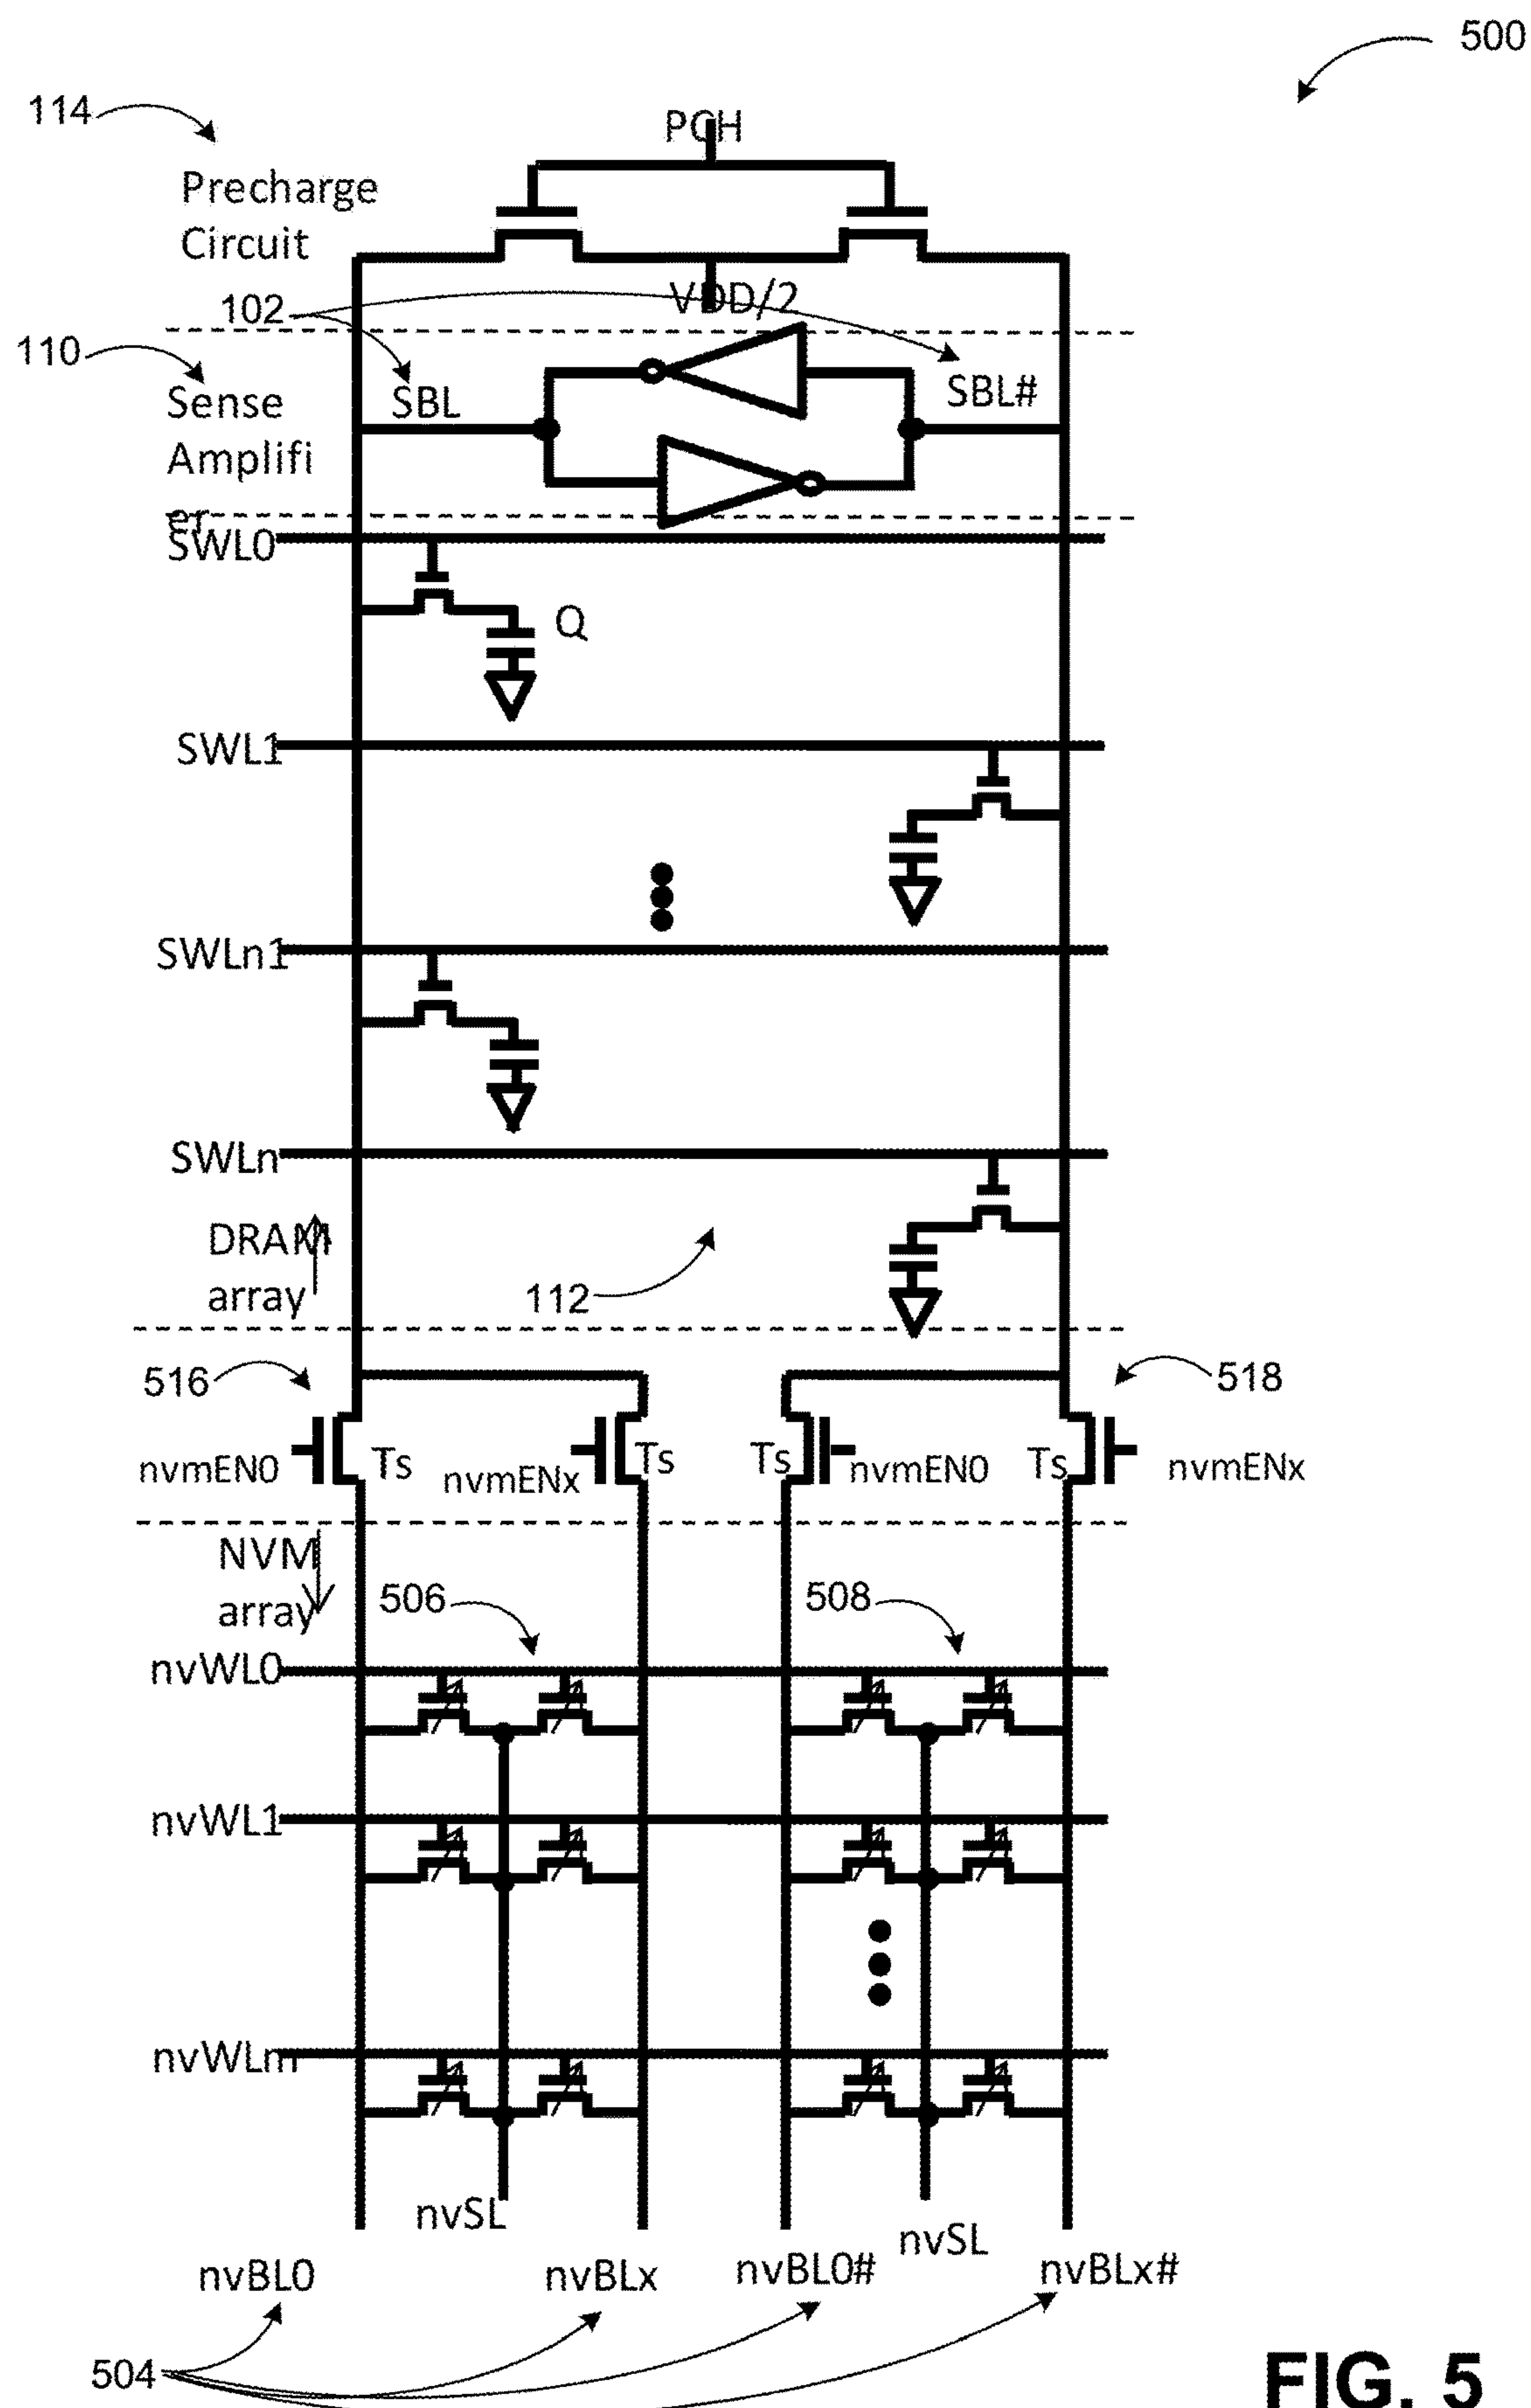 500
114
PCH
Precharge
Circuit
VDD/2
102
110
SBL
SBL#
Sense
Amplifi
er
SWL0
Q
SWL1
SWLn1
SWLn
DRAM
array
112
516
518
nvmEN0
Ts
nvmENx
Ts
Ts
nvmEN0
Ts
nvmENx
NVM
array
506
508
nvWL0
nvWL1
nvWLm
nvSL
nvSL
nvBL0
nvBLx
nvBL0#
nvBLx#
504
FIG. 5